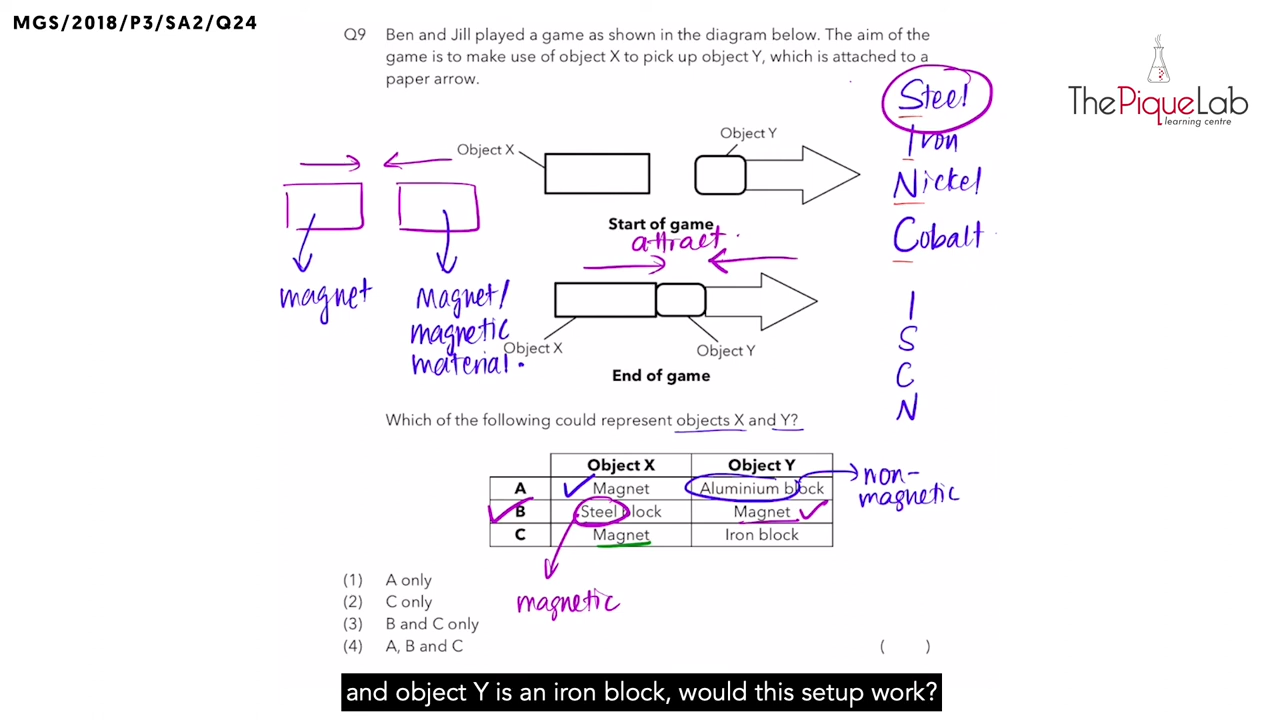 MGS/2018/P3/SA2/Q24
Q9 Ben and Jill played a game as shown in the diagram below. The aim of the
game is to make use of object X to pick up object Y, which is attached to a
paper arrow.
ThePiqueLab
learning centre
Steel
Iron
Nickel
Cobalt
Object X
Object Y
Start of game
attract.
magnet
Magnet/
magnetic
material.
Object X
Object Y
End of game
I
S
C
N
Which of the following could represent objects X and Y?
Object X Object Y
A Magnet Aluminium block
B Steel block Magnet
C Magnet Iron block
non-
magnetic
magnetic
(1) A only
(2) C only
(3) B and C only
(4) A, B and C
( )
and object Y is an iron block, would this setup work?